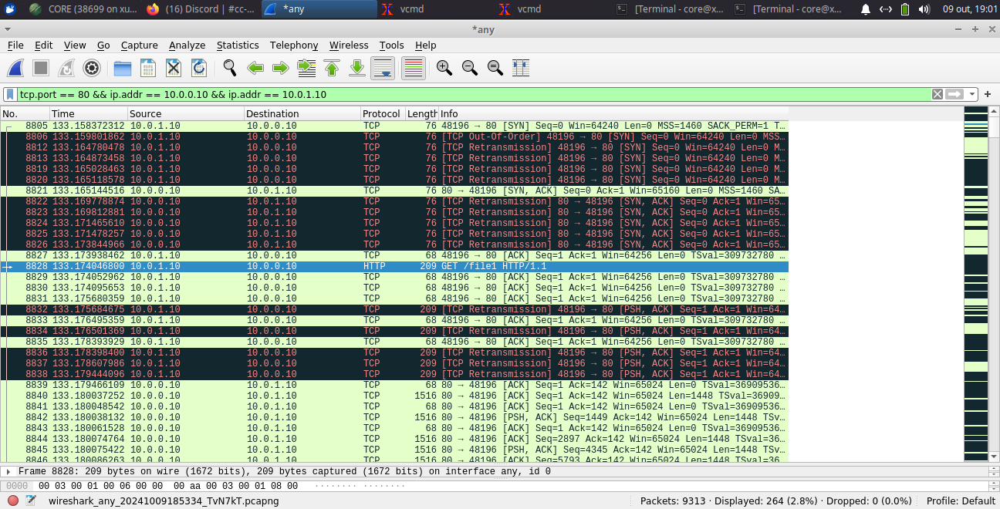 CORE (38699 on xu... (16) Discord | #cc-... *any vcmd vcmd [Terminal - core@x... [Terminal - core@x... 09 out, 19:01
*any
File Edit View Go Capture Analyze Statistics Telephony Wireless Tools Help
tcp.port == 80 && ip.addr == 10.0.0.10 && ip.addr == 10.0.1.10
No. Time Source Destination Protocol Length Info
8805 133.158372312 10.0.1.10 10.0.0.10 TCP 76 48196 → 80 [SYN] Seq=0 Win=64240 Len=0 MSS=1460 SACK_PERM=1 T…
8806 133.159801862 10.0.1.10 10.0.0.10 TCP 76 [TCP Out-Of-Order] 48196 → 80 [SYN] Seq=0 Win=64240 Len=0 MSS…
8812 133.164780478 10.0.1.10 10.0.0.10 TCP 76 [TCP Retransmission] 48196 → 80 [SYN] Seq=0 Win=64240 Len=0 M…
8813 133.164873458 10.0.1.10 10.0.0.10 TCP 76 [TCP Retransmission] 48196 → 80 [SYN] Seq=0 Win=64240 Len=0 M…
8819 133.165028463 10.0.1.10 10.0.0.10 TCP 76 [TCP Retransmission] 48196 → 80 [SYN] Seq=0 Win=64240 Len=0 M…
8820 133.165118578 10.0.1.10 10.0.0.10 TCP 76 [TCP Retransmission] 48196 → 80 [SYN] Seq=0 Win=64240 Len=0 M…
8821 133.165144516 10.0.0.10 10.0.1.10 TCP 76 80 → 48196 [SYN, ACK] Seq=0 Ack=1 Win=65160 Len=0 MSS=1460 SA…
8822 133.169778874 10.0.0.10 10.0.1.10 TCP 76 [TCP Retransmission] 80 → 48196 [SYN, ACK] Seq=0 Ack=1 Win=65…
8823 133.169812881 10.0.0.10 10.0.1.10 TCP 76 [TCP Retransmission] 80 → 48196 [SYN, ACK] Seq=0 Ack=1 Win=65…
8824 133.171465610 10.0.0.10 10.0.1.10 TCP 76 [TCP Retransmission] 80 → 48196 [SYN, ACK] Seq=0 Ack=1 Win=65…
8825 133.171478257 10.0.0.10 10.0.1.10 TCP 76 [TCP Retransmission] 80 → 48196 [SYN, ACK] Seq=0 Ack=1 Win=65…
8826 133.173844966 10.0.0.10 10.0.1.10 TCP 76 [TCP Retransmission] 80 → 48196 [SYN, ACK] Seq=0 Ack=1 Win=65…
8827 133.173938462 10.0.1.10 10.0.0.10 TCP 68 48196 → 80 [ACK] Seq=1 Ack=1 Win=64256 Len=0 TSval=309732780 …
8828 133.174046800 10.0.1.10 10.0.0.10 HTTP 209 GET /file1 HTTP/1.1
8829 133.174052962 10.0.1.10 10.0.0.10 TCP 68 48196 → 80 [ACK] Seq=1 Ack=1 Win=64256 Len=0 TSval=309732780 …
8830 133.174095653 10.0.1.10 10.0.0.10 TCP 68 48196 → 80 [ACK] Seq=1 Ack=1 Win=64256 Len=0 TSval=309732780 …
8831 133.175680359 10.0.1.10 10.0.0.10 TCP 68 48196 → 80 [ACK] Seq=1 Ack=1 Win=64256 Len=0 TSval=309732780 …
8832 133.175684675 10.0.1.10 10.0.0.10 TCP 209 [TCP Retransmission] 48196 → 80 [PSH, ACK] Seq=1 Ack=1 Win=64…
8833 133.176495359 10.0.1.10 10.0.0.10 TCP 68 48196 → 80 [ACK] Seq=1 Ack=1 Win=64256 Len=0 TSval=309732780 …
8834 133.176501369 10.0.1.10 10.0.0.10 TCP 209 [TCP Retransmission] 48196 → 80 [PSH, ACK] Seq=1 Ack=1 Win=64…
8835 133.178393929 10.0.1.10 10.0.0.10 TCP 68 48196 → 80 [ACK] Seq=1 Ack=1 Win=64256 Len=0 TSval=309732780 …
8836 133.178398400 10.0.1.10 10.0.0.10 TCP 209 [TCP Retransmission] 48196 → 80 [PSH, ACK] Seq=1 Ack=1 Win=64…
8837 133.178607986 10.0.1.10 10.0.0.10 TCP 209 [TCP Retransmission] 48196 → 80 [PSH, ACK] Seq=1 Ack=1 Win=64…
8838 133.179444096 10.0.1.10 10.0.0.10 TCP 209 [TCP Retransmission] 48196 → 80 [PSH, ACK] Seq=1 Ack=1 Win=64…
8839 133.179466109 10.0.0.10 10.0.1.10 TCP 68 80 → 48196 [ACK] Seq=1 Ack=142 Win=65024 Len=0 TSval=36909536…
8840 133.180037252 10.0.0.10 10.0.1.10 TCP 1516 80 → 48196 [ACK] Seq=1 Ack=142 Win=65024 Len=1448 TSval=36909…
8841 133.180048542 10.0.0.10 10.0.1.10 TCP 68 80 → 48196 [ACK] Seq=1 Ack=142 Win=65024 Len=0 TSval=36909536…
8842 133.180038132 10.0.0.10 10.0.1.10 TCP 1516 80 → 48196 [PSH, ACK] Seq=1449 Ack=142 Win=65024 Len=1448 TSv…
8843 133.180061528 10.0.0.10 10.0.1.10 TCP 68 80 → 48196 [ACK] Seq=1 Ack=142 Win=65024 Len=0 TSval=36909536…
8844 133.180074764 10.0.0.10 10.0.1.10 TCP 1516 80 → 48196 [ACK] Seq=2897 Ack=142 Win=65024 Len=1448 TSval=36…
8845 133.180075422 10.0.0.10 10.0.1.10 TCP 1516 80 → 48196 [PSH, ACK] Seq=4345 Ack=142 Win=65024 Len=1448 TSv…
8846 133.180086263 10.0.0.10 10.0.1.10 TCP 1516 80 → 48196 [ACK] Seq=5793 Ack=142 Win=65024 Len=1448 TSval=36…
Frame 8828: 209 bytes on wire (1672 bits), 209 bytes captured (1672 bits) on interface any, id 0
0000 00 03 00 01 00 06 00 00 00 aa 00 03 00 01 08 00 ········ ········
wireshark_any_20241009185334_TvN7kT.pcapng Packets: 9313 · Displayed: 264 (2.8%) · Dropped: 0 (0.0%) Profile: Default